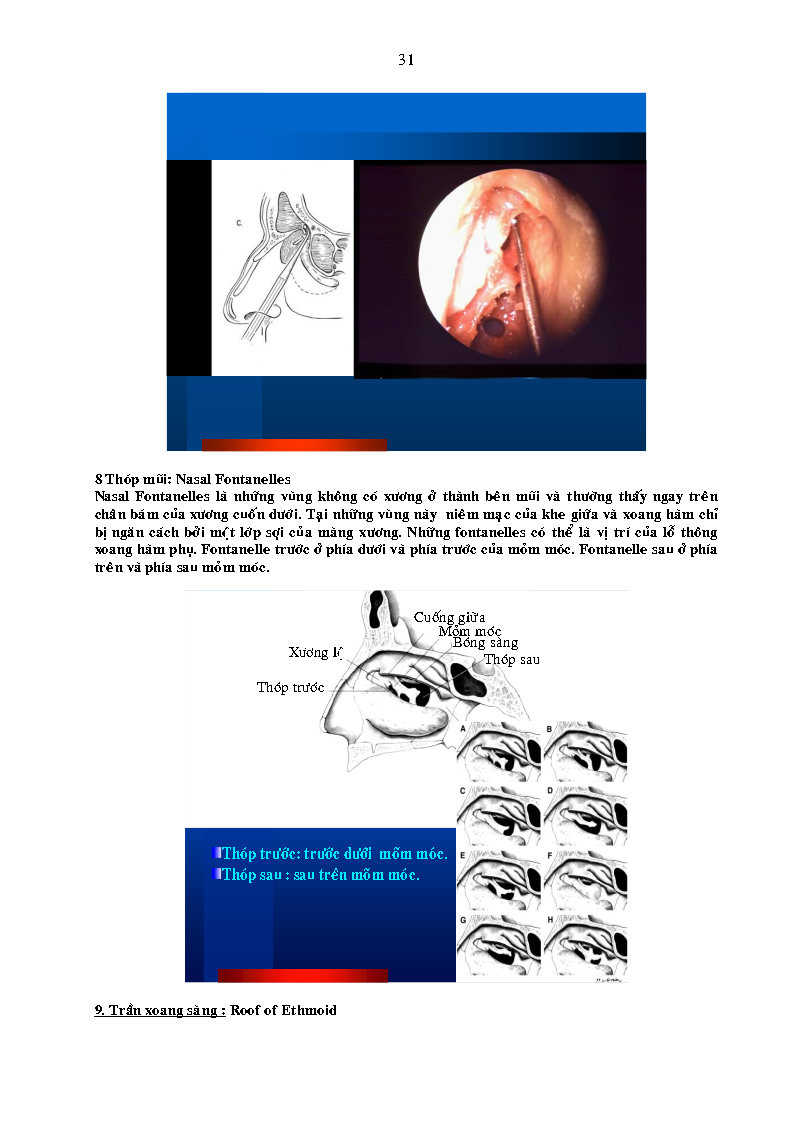 31
C.
8 Thóp mũi: Nasal Fontanelles
Nasal Fontanelles là những vùng không có xương ở thành bên mũi và thường thấy ngay trên
chân bám của xương cuốn dưới. Tại những vùng này niêm mạc của khe giữa và xoang hàm chỉ
bị ngăn cách bởi một lớp sợi của màng xương. Những fontanelles có thể là vị trí của lỗ thông
xoang hàm phụ. Fontanelle trước ở phía dưới và phía trước của mỏm móc. Fontanelle sau ở phía
trên và phía sau mỏm móc.
Cuống giữa
Mỏm móc
Bóng sàng
Xương lệ
Thóp sau
Thóp trước
A
B
C
D
E
F
G
H
Thóp trước: trước dưới mõm móc.
Thóp sau : sau trên mõm móc.
9. Trần xoang sàng : Roof of Ethmoid